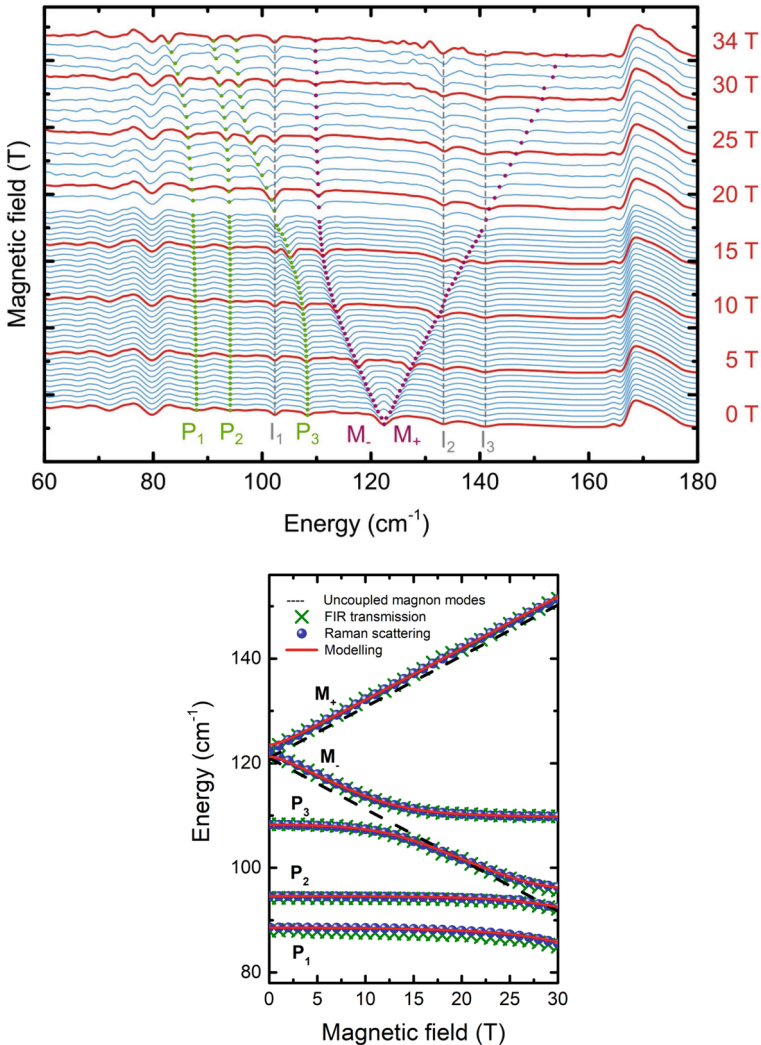 34 T
30 T
25 T
20 T
15 T
10 T
5 T
0 T
Magnetic field (T)
P₁ P₂ I₁ P₃ M₋ M₊ I₂ I₃
60 80 100 120 140 160 180
Energy (cm⁻¹)
---- Uncoupled magnon modes
FIR transmission
Raman scattering
Modelling
140
M₊
120
M₋
P₃
100
P₂
P₁
80
Energy (cm⁻¹)
0 5 10 15 20 25 30
Magnetic field (T)